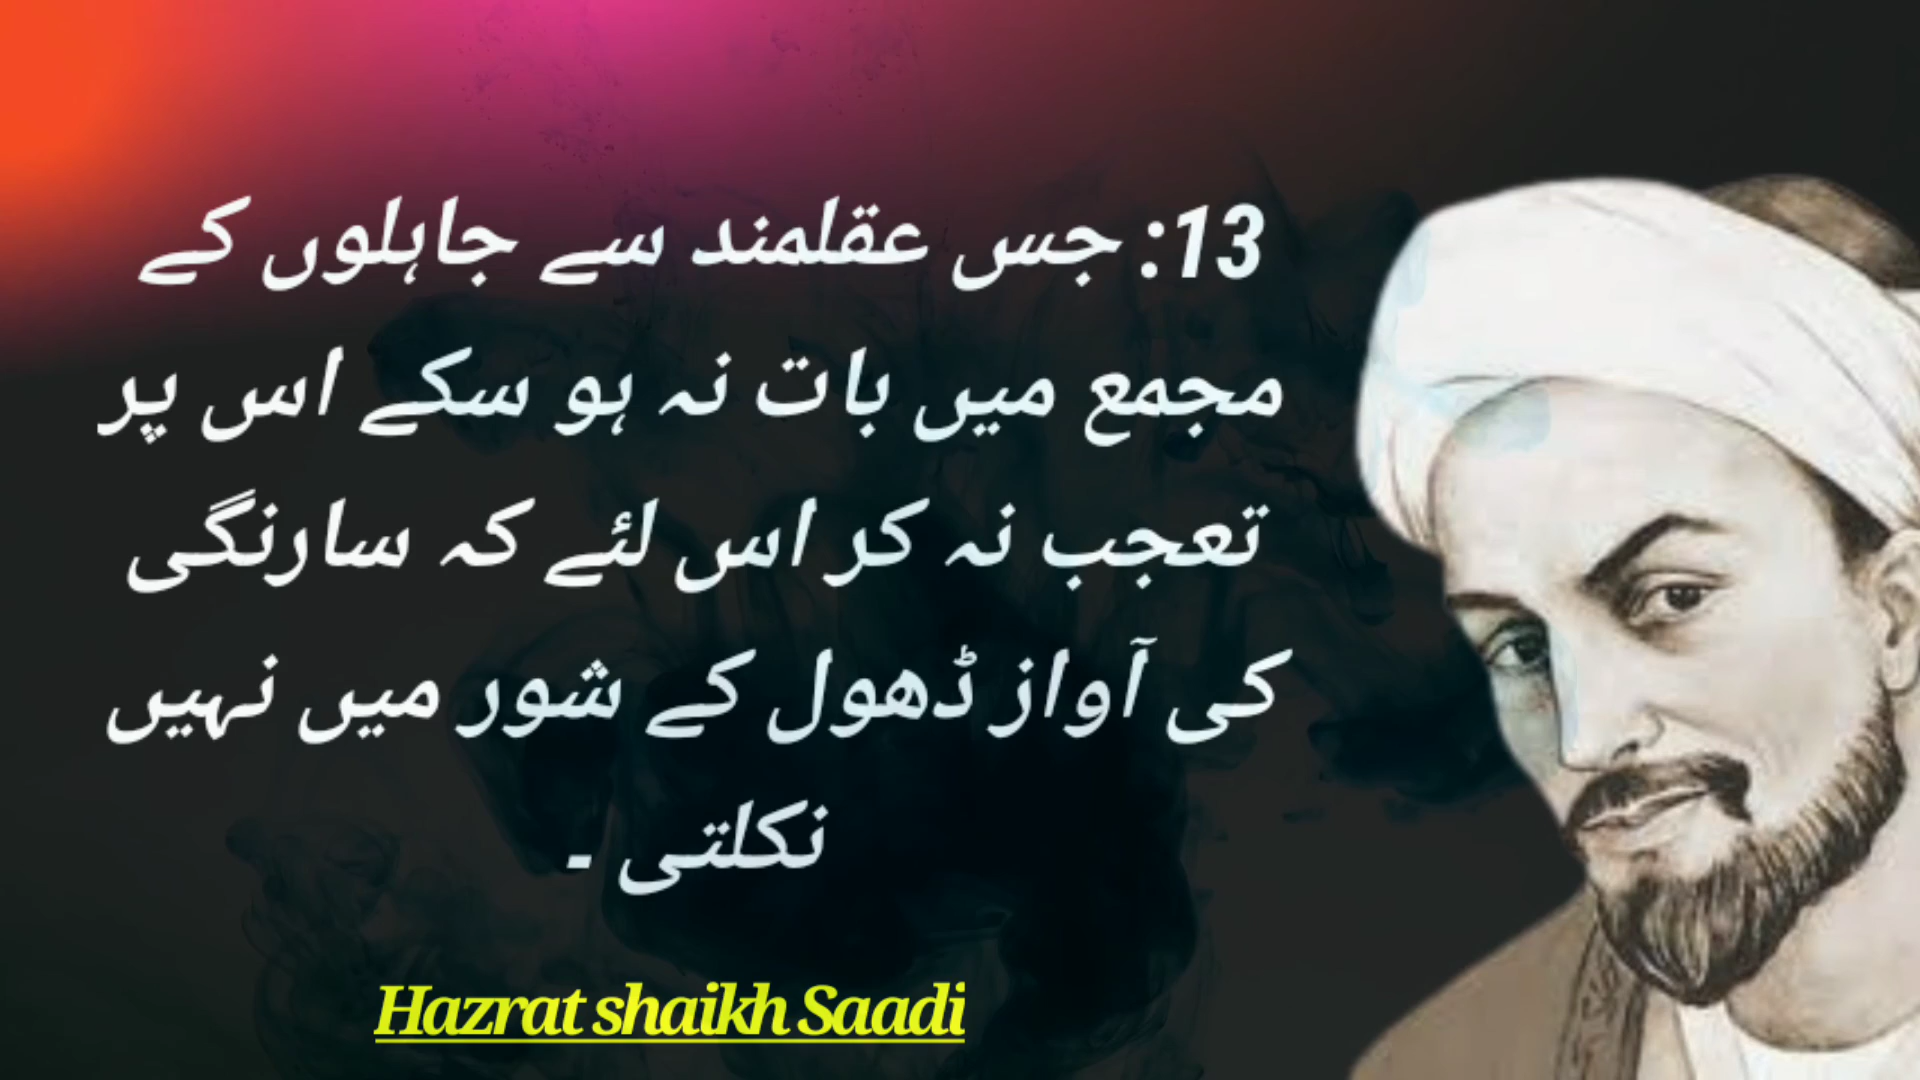 13: جس عقلمند سے جاہلوں کے
مجمع میں بات نہ ہو سکے اس پر
تعجب نہ کر اس لئے کہ سارنگی
کی آواز ڈھول کے شور میں نہیں
نکلتی ۔
Hazrat shaikh Saadi